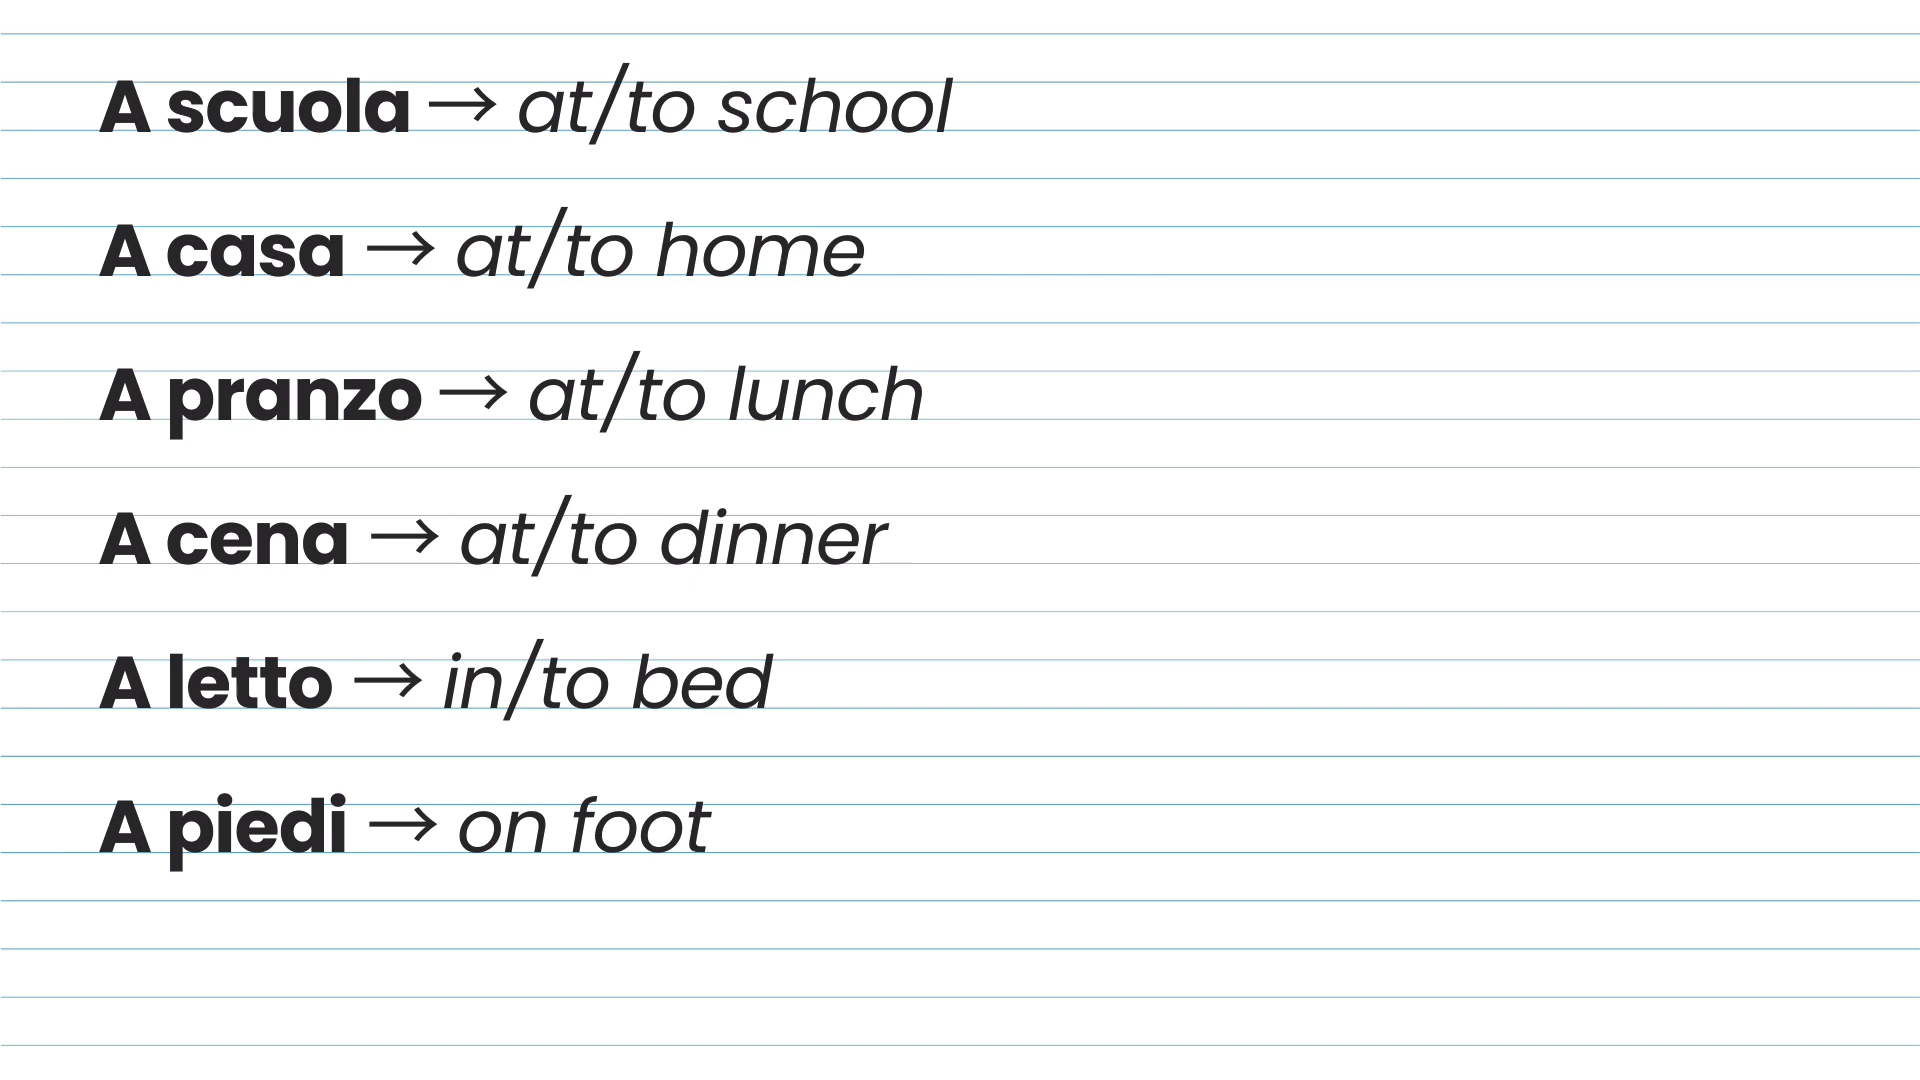 A scuola → at/to school
A casa → at/to home
A pranzo → at/to lunch
A cena → at/to dinner
A letto → in/to bed
A piedi → on foot